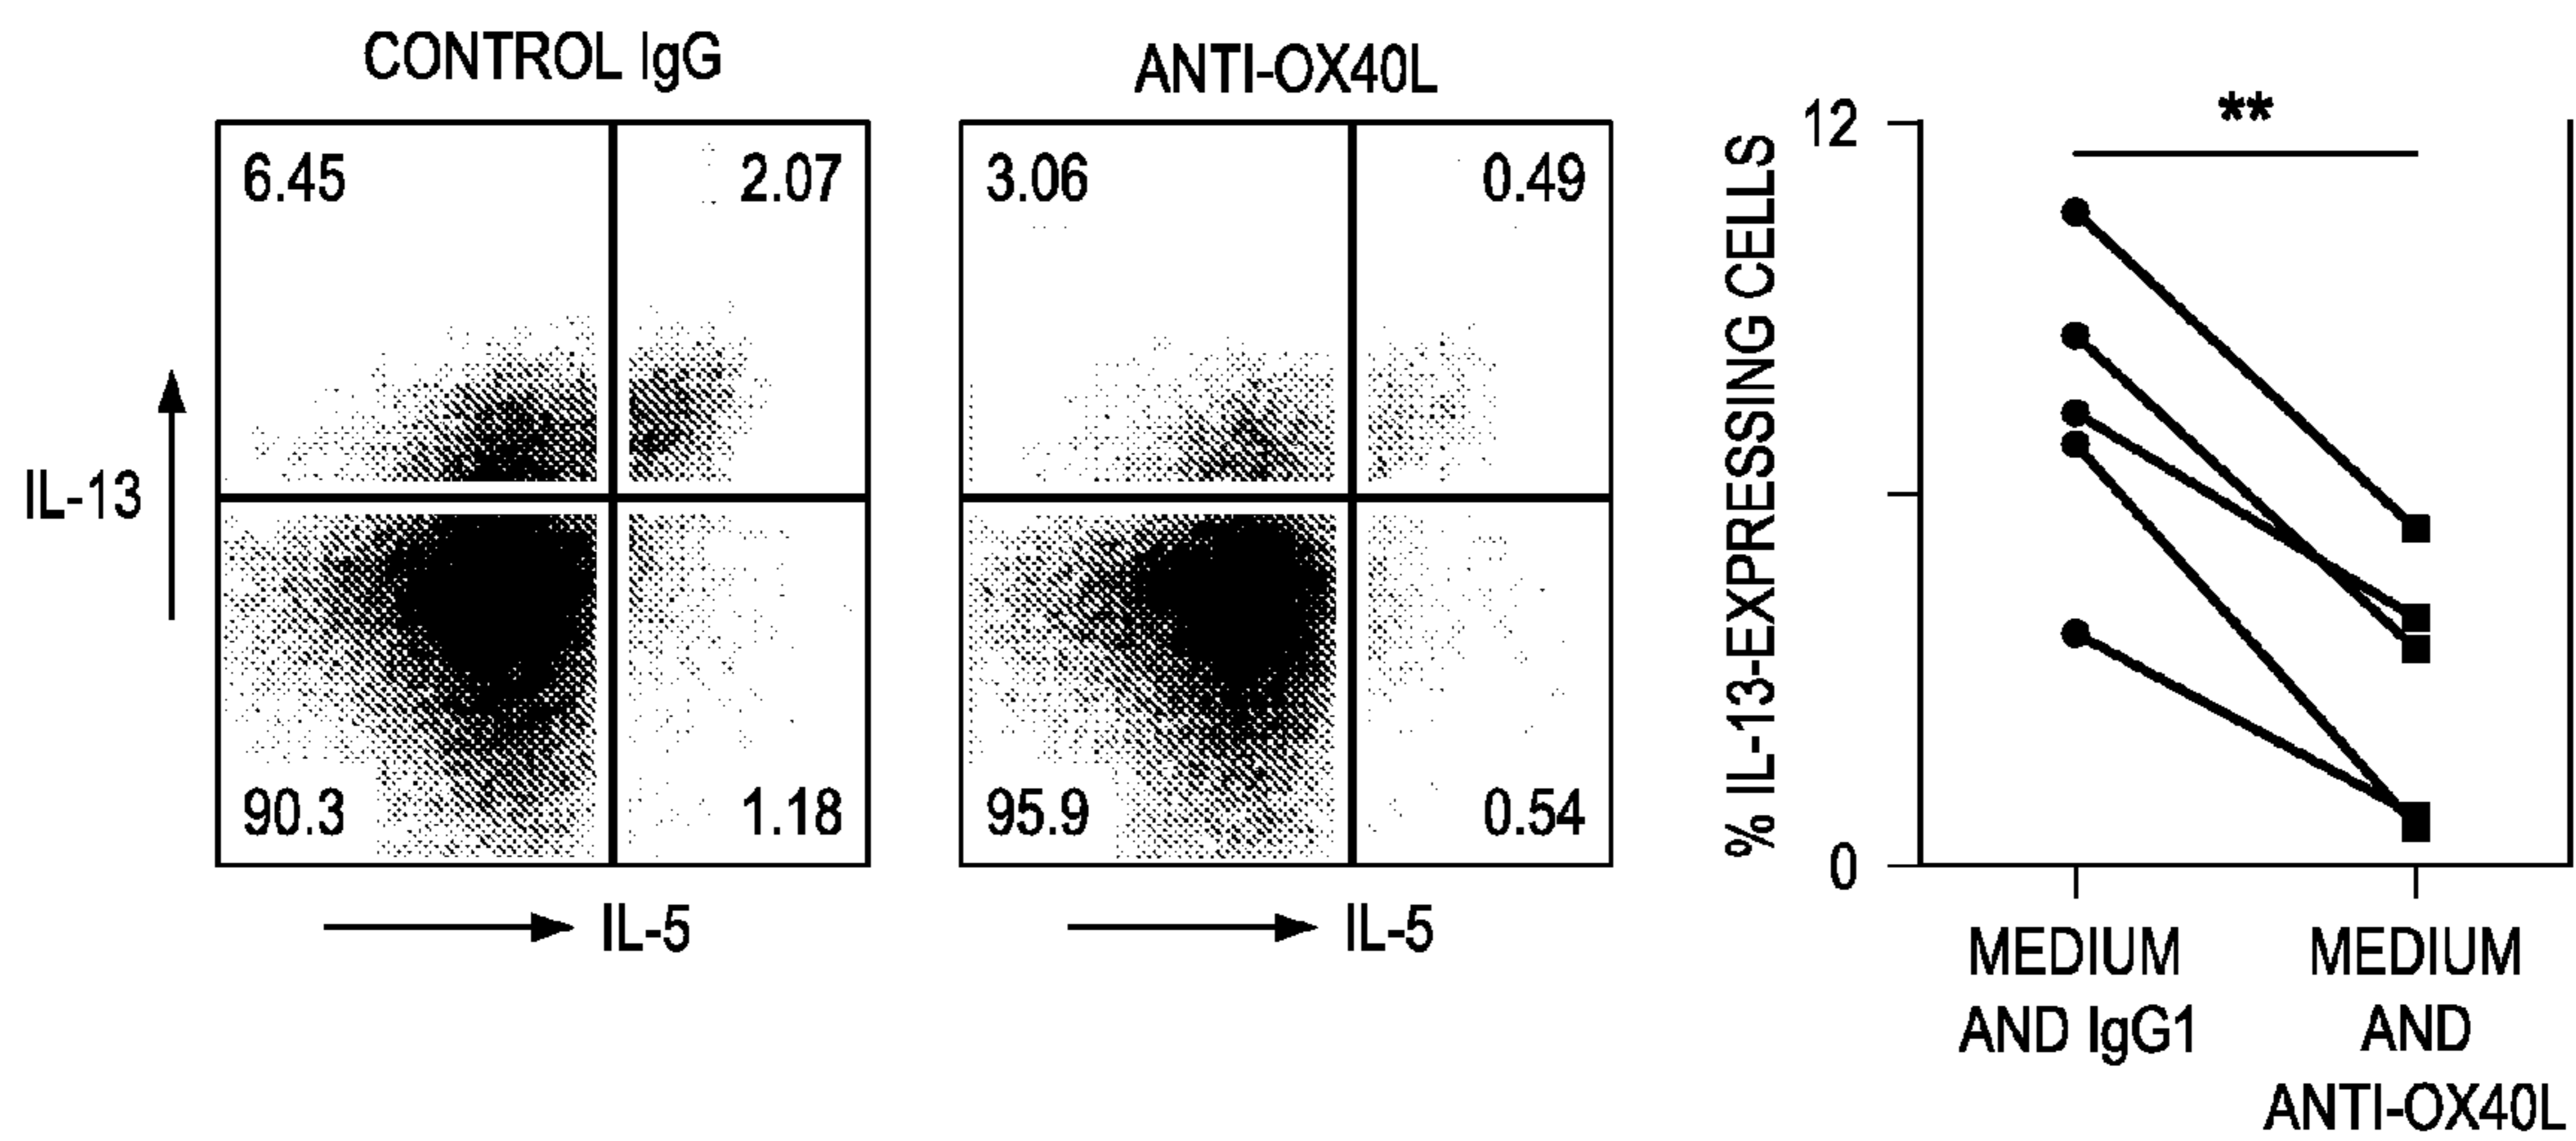 CONTROL IgG
6.45
2.07
90.3
1.18
IL-13
IL-5
ANTI-OX40L
3.06
0.49
95.9
0.54
IL-5
% IL-13-EXPRESSING CELLS
12
0
**
MEDIUM
AND IgG1
MEDIUM
AND
ANTI-OX40L